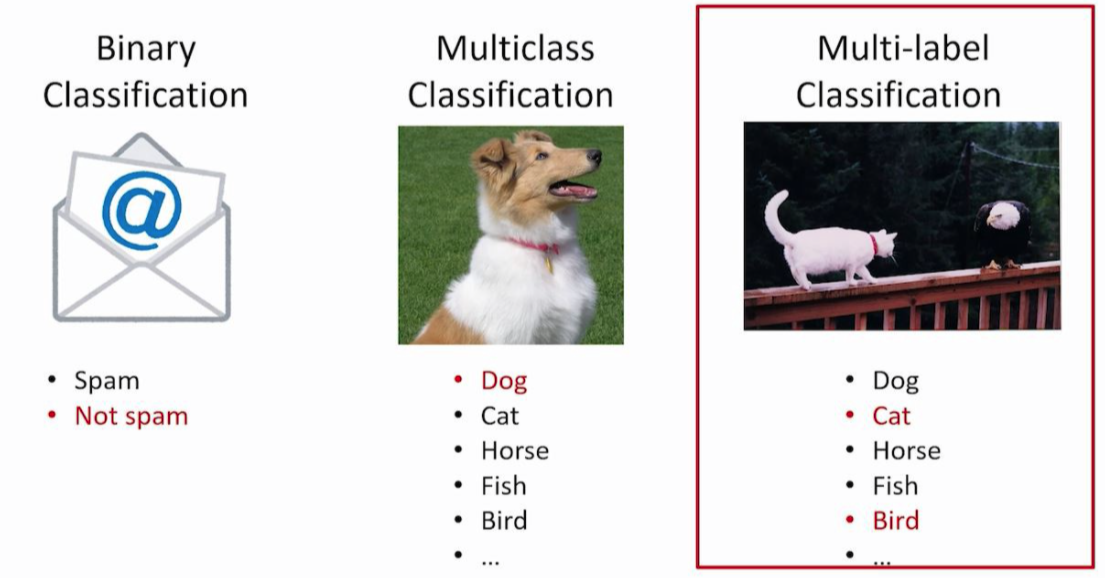 Binary
Classification
@
• Spam
• Not spam
Multiclass
Classification
• Dog
• Cat
• Horse
• Fish
• Bird
• ...
Multi-label
Classification
• Dog
• Cat
• Horse
• Fish
• Bird
• ...